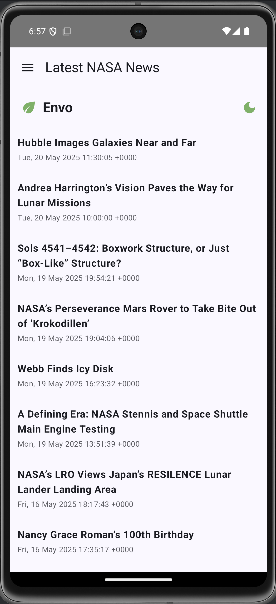 6:57
Latest NASA News
Envo
Hubble Images Galaxies Near and Far
Tue, 20 May 2025 11:30:05 +0000
Andrea Harrington’s Vision Paves the Way for
Lunar Missions
Tue, 20 May 2025 10:00:00 +0000
Sols 4541–4542: Boxwork Structure, or Just
“Box-Like” Structure?
Mon, 19 May 2025 19:54:21 +0000
NASA’s Perseverance Mars Rover to Take Bite Out
of ‘Krokodillen’
Mon, 19 May 2025 19:04:06 +0000
Webb Finds Icy Disk
Mon, 19 May 2025 16:23:32 +0000
A Defining Era: NASA Stennis and Space Shuttle
Main Engine Testing
Mon, 19 May 2025 13:51:39 +0000
NASA’s LRO Views Japan’s RESILENCE Lunar
Lander Landing Area
Fri, 16 May 2025 18:17:43 +0000
Nancy Grace Roman’s 100th Birthday
Fri, 16 May 2025 17:35:17 +0000